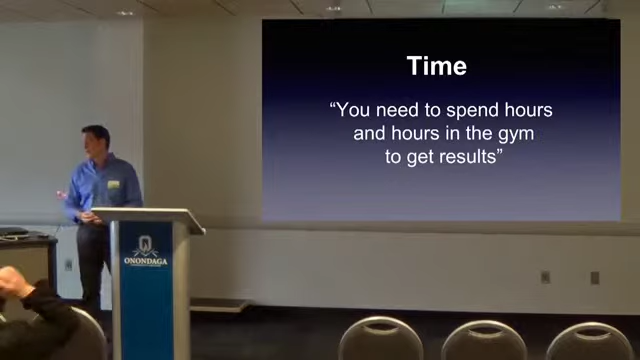 Time
“You need to spend hours
and hours in the gym
to get results”
ONONDAGA